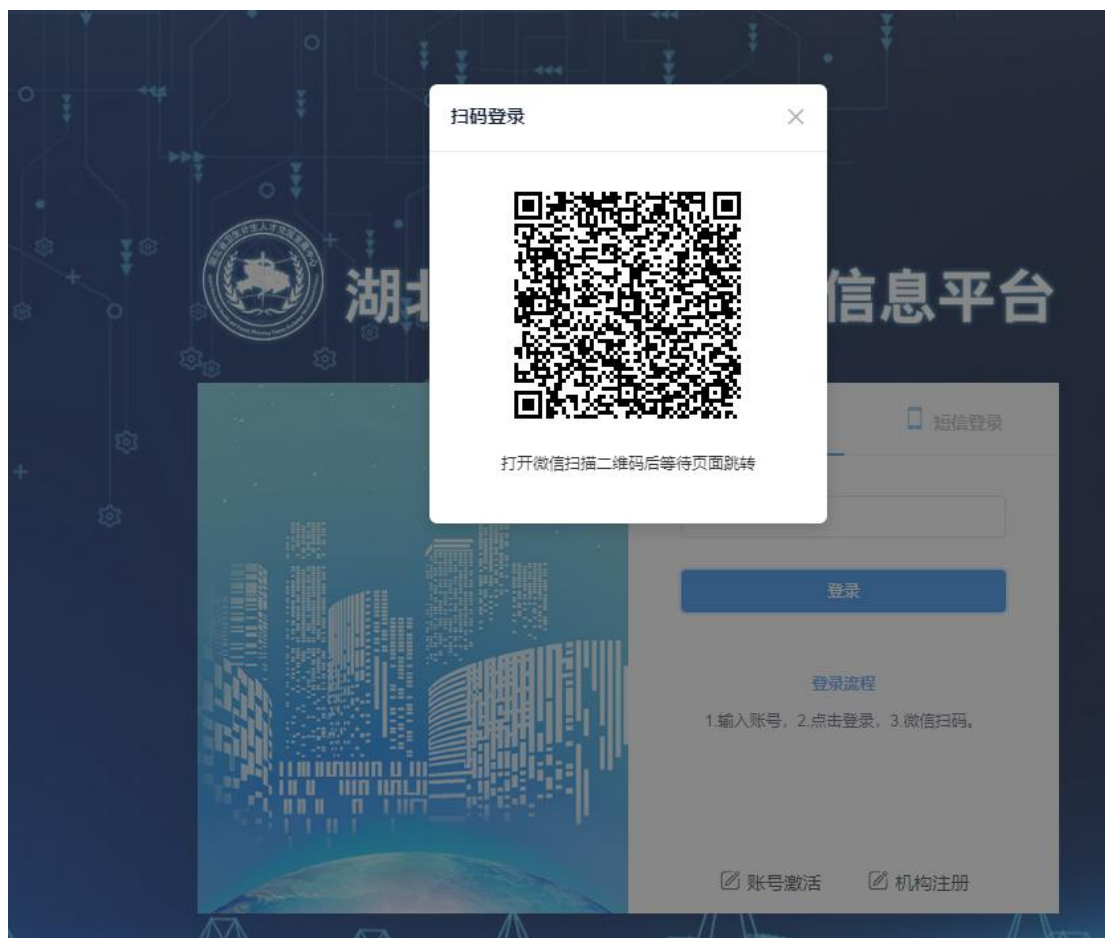 扫码登录
湖北
信息平台
短信登录
打开微信扫描二维码后等待页面跳转
登录
登录流程
1.输入账号，2.点击登录，3.微信扫码。
账号激活
机构注册